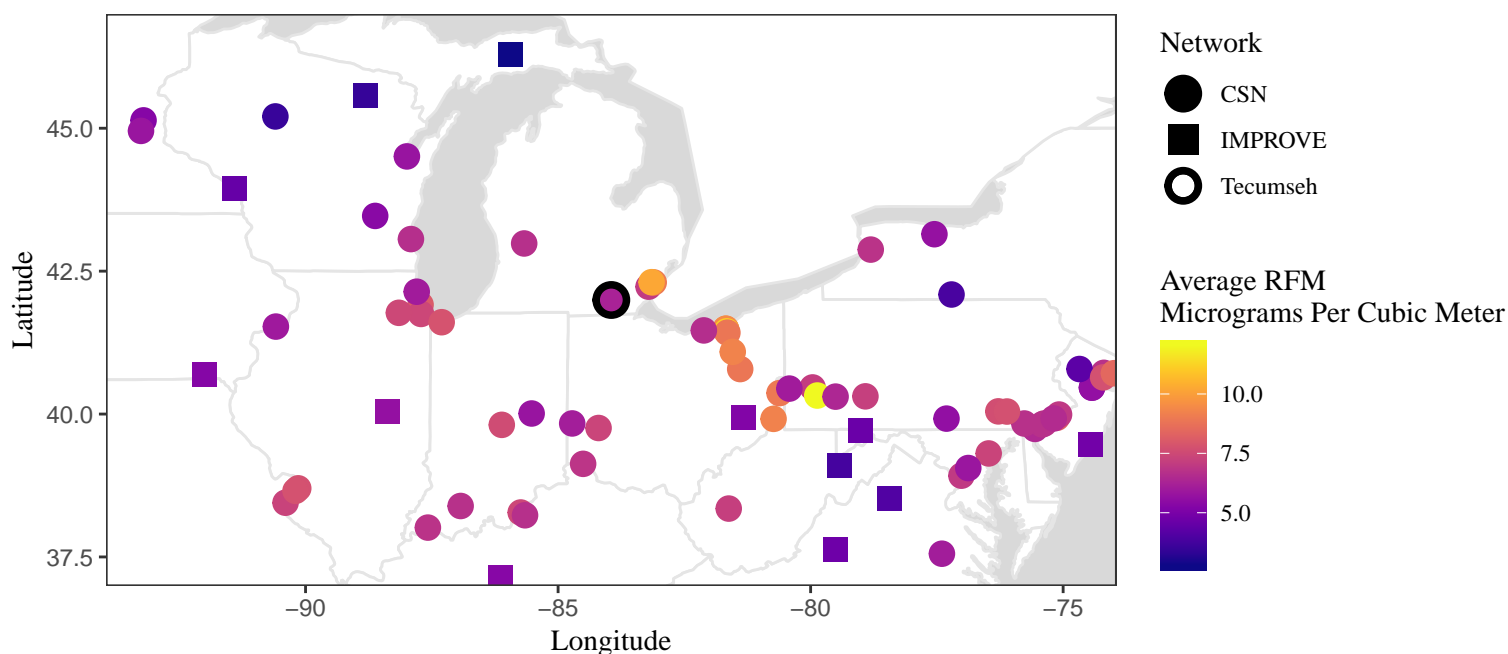 45.0
42.5
40.0
37.5
Latitude
−90
−85
−80
−75
Longitude
Network
CSN
IMPROVE
Tecumseh
Average RFM
Micrograms Per Cubic Meter
10.0
7.5
5.0